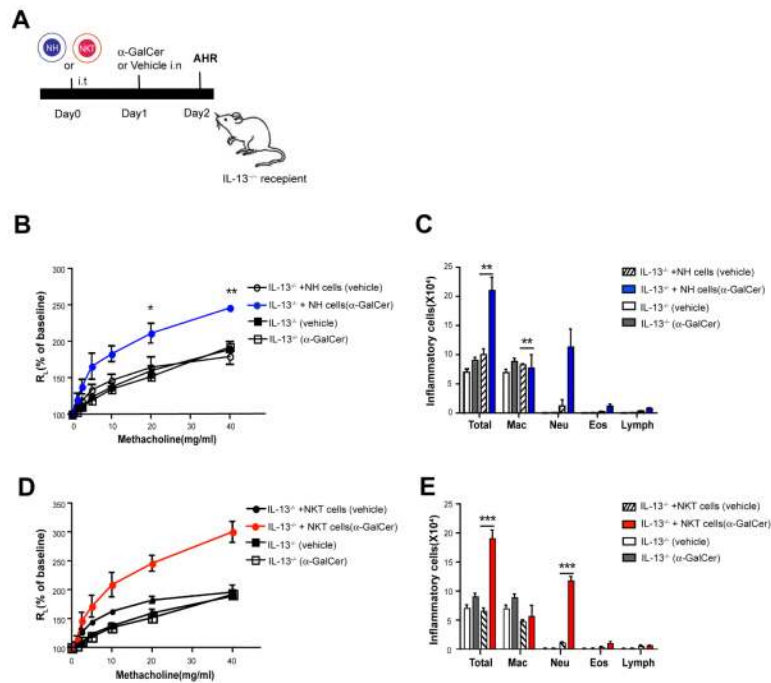 A
NH
NKT
or
i.t
α-GalCer
or Vehicle i.n
AHR
Day0
Day1
Day2
IL-13⁻/⁻ recepient
B
R_L(% of baseline)
300
250
200
150
100
0
10
20
30
40
*
**
Methacholine(mg/ml)
IL-13⁻/⁻ +NH cells (vehicle)
IL-13⁻/⁻ + NH cells(α-GalCer)
IL-13⁻/⁻ (vehicle)
IL-13⁻/⁻ (α-GalCer)
C
Inflammatory cells(X10⁴)
25
20
15
10
5
0
**
**
Total
Mac
Neu
Eos
Lymph
IL-13⁻/⁻ +NH cells (vehicle)
IL-13⁻/⁻ + NH cells(α-GalCer)
IL-13⁻/⁻ (vehicle)
IL-13⁻/⁻ (α-GalCer)
D
R_L(% of baseline)
350
300
250
200
150
100
0
10
20
30
40
Methacholine(mg/ml)
IL-13⁻/⁻ +NKT cells (vehicle)
IL-13⁻/⁻ + NKT cells(α-GalCer)
IL-13⁻/⁻ (vehicle)
IL-13⁻/⁻ (α-GalCer)
E
Inflammatory cells(X10⁴)
25
20
15
10
5
0
***
***
Total
Mac
Neu
Eos
Lymph
IL-13⁻/⁻ +NKT cells (vehicle)
IL-13⁻/⁻ + NKT cells(α-GalCer)
IL-13⁻/⁻ (vehicle)
IL-13⁻/⁻ (α-GalCer)